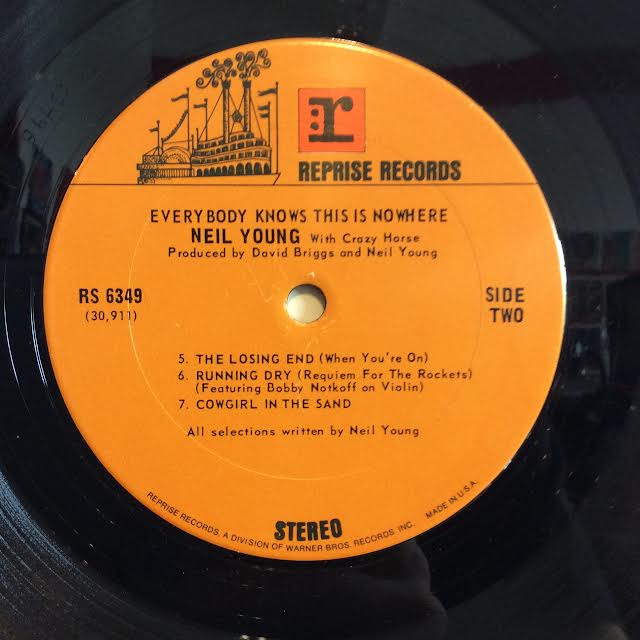 r
REPRISE RECORDS
EVERYBODY KNOWS THIS IS NOWHERE
NEIL YOUNG With Crazy Horse
Produced by David Briggs and Neil Young
RS 6349
(30,911)
SIDE
TWO
5. THE LOSING END (When You're On)
6. RUNNING DRY (Requiem For The Rockets)
(Featuring Bobby Notkoff on Violin)
7. COWGIRL IN THE SAND
All selections written by Neil Young
STEREO
REPRISE RECORDS, A DIVISION OF WARNER BROS. RECORDS, INC. MADE IN U.S.A.